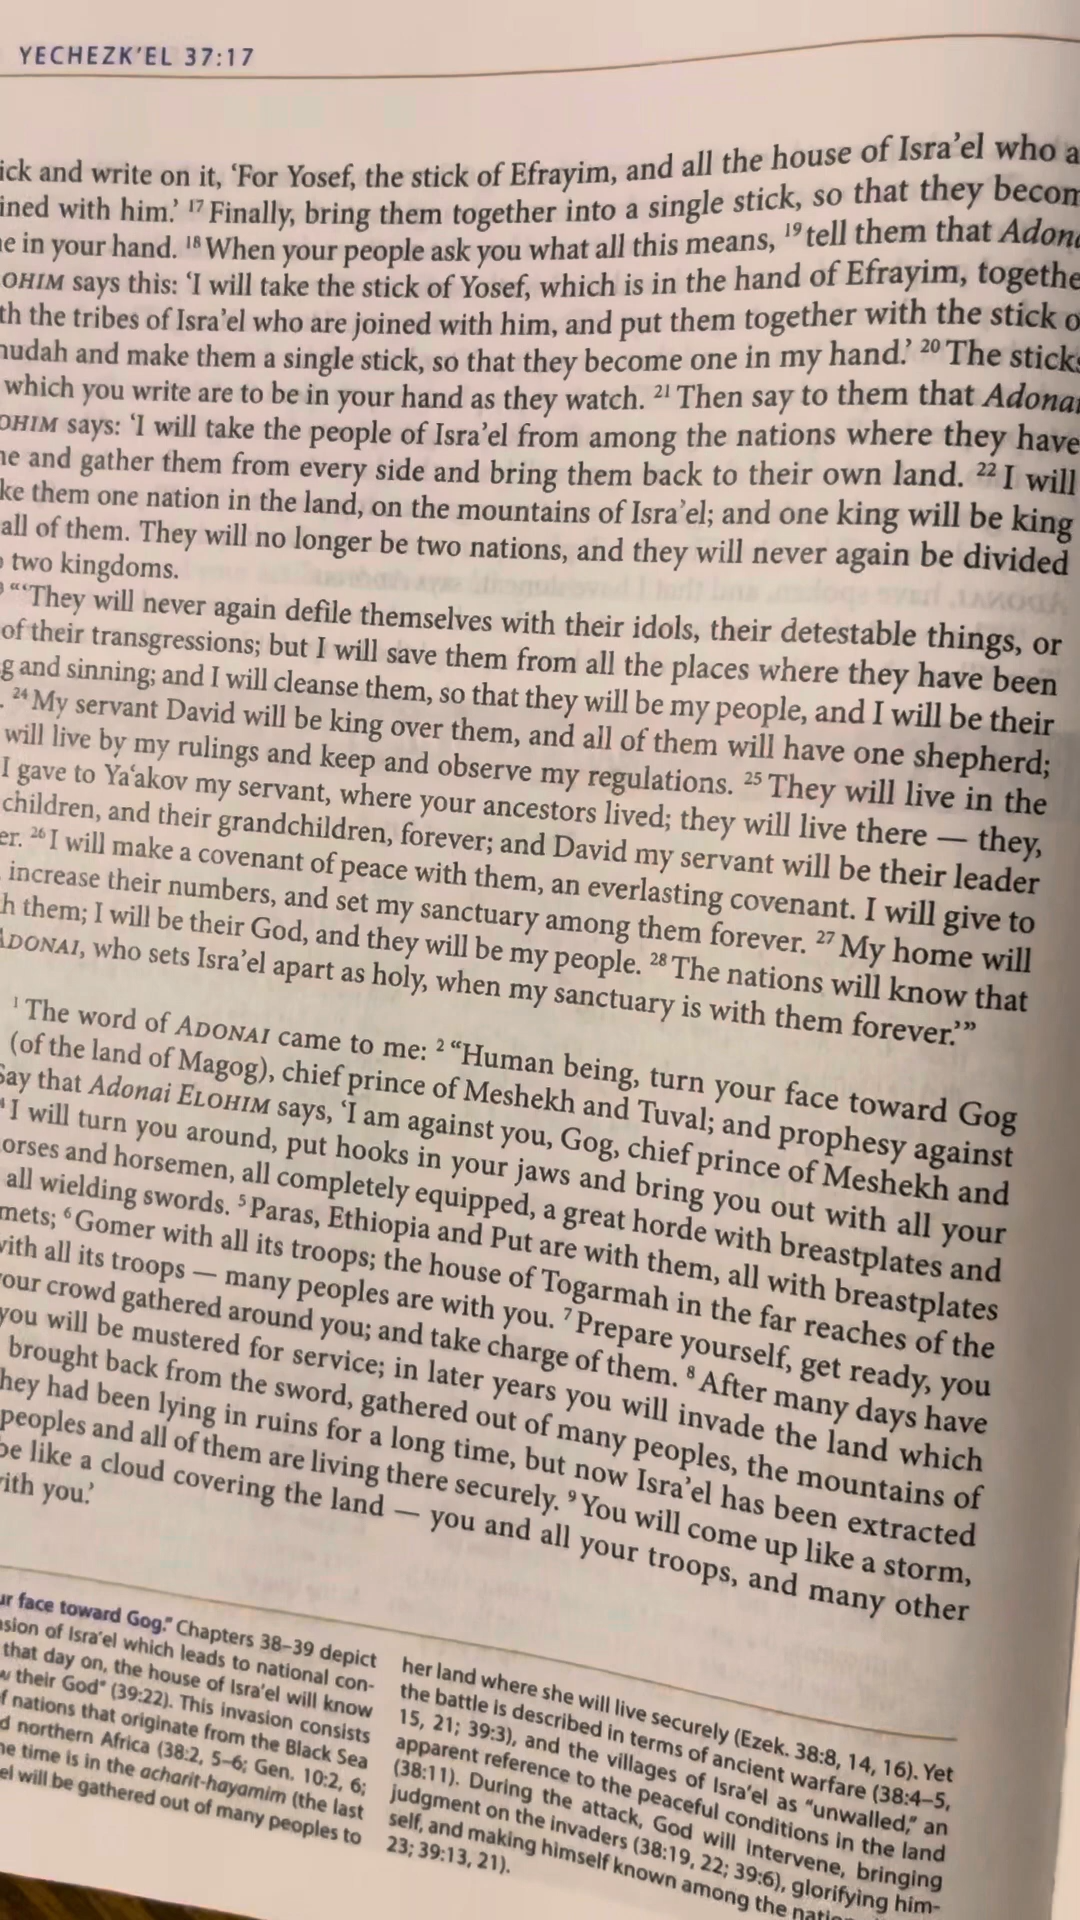 YECHEZK'EL 37:17
ick and write on it, ‘For Yosef, the stick of Efrayim, and all the house of Isra’el who a
ined with him.’ 17 Finally, bring them together into a single stick, so that they becom
e in your hand. 18 When your people ask you what all this means, 19 tell them that Adon
OHIM says this: ‘I will take the stick of Yosef, which is in the hand of Efrayim, togethe
th the tribes of Isra’el who are joined with him, and put them together with the stick o
udah and make them a single stick, so that they become one in my hand.’ 20 The sticks
which you write are to be in your hand as they watch. 21 Then say to them that Adonai
OHIM says: ‘I will take the people of Isra’el from among the nations where they have
ne and gather them from every side and bring them back to their own land. 22 I will
ke them one nation in the land, on the mountains of Isra’el; and one king will be king
all of them. They will no longer be two nations, and they will never again be divided
two kingdoms.
“‘They will never again defile themselves with their idols, their detestable things, or
of their transgressions; but I will save them from all the places where they have been
g and sinning; and I will cleanse them, so that they will be my people, and I will be their
. 24 My servant David will be king over them, and all of them will have one shepherd;
will live by my rulings and keep and observe my regulations. 25 They will live in the
I gave to Ya‘akov my servant, where your ancestors lived; they will live there — they,
children, and their grandchildren, forever; and David my servant will be their leader
er. 26 I will make a covenant of peace with them, an everlasting covenant. I will give to
increase their numbers, and set my sanctuary among them forever. 27 My home will
h them; I will be their God, and they will be my people. 28 The nations will know that
ADONAI, who sets Isra’el apart as holy, when my sanctuary is with them forever.’”
1 The word of ADONAI came to me: 2 “Human being, turn your face toward Gog
(of the land of Magog), chief prince of Meshekh and Tuval; and prophesy against
Say that Adonai ELOHIM says, ‘I am against you, Gog, chief prince of Meshekh and
4 I will turn you around, put hooks in your jaws and bring you out with all your
orses and horsemen, all completely equipped, a great horde with breastplates and
all wielding swords. 5 Paras, Ethiopia and Put are with them, all with breastplates
mets; 6 Gomer with all its troops; the house of Togarmah in the far reaches of the
with all its troops — many peoples are with you. 7 Prepare yourself, get ready, you
our crowd gathered around you; and take charge of them. 8 After many days have
you will be mustered for service; in later years you will invade the land which
brought back from the sword, gathered out of many peoples, the mountains of
hey had been lying in ruins for a long time, but now Isra’el has been extracted
peoples and all of them are living there securely. 9 You will come up like a storm,
be like a cloud covering the land — you and all your troops, and many other
with you.’
ur face toward Gog.” Chapters 38–39 depict
sion of Isra’el which leads to national con-
that day on, the house of Isra’el will know
their God” (39:22). This invasion consists
f nations that originate from the Black Sea
d northern Africa (38:2, 5–6; Gen. 10:2, 6;
he time is in the acharit-hayamim (the last
el will be gathered out of many peoples to
her land where she will live securely (Ezek. 38:8, 14, 16). Yet
the battle is described in terms of ancient warfare (38:4–5,
15, 21; 39:3), and the villages of Isra’el as “unwalled,” an
apparent reference to the peaceful conditions in the land
(38:11). During the attack, God will intervene, bringing
judgment on the invaders (38:19, 22; 39:6), glorifying him-
self, and making himself known among the natio
23; 39:13, 21).